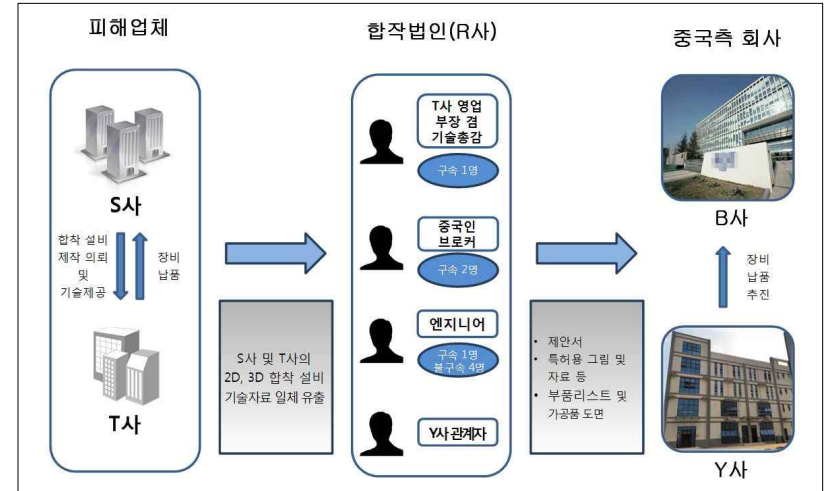 피해업체
합작법인(R사)
중국측 회사
S사
합착 설비
제작 의뢰
및
기술제공
장비
납품
T사
S사 및 T사의
2D, 3D 합착 설비
기술자료 일체 유출
T사 영업
부장 겸
기술총감
구속 1명
중국인
브로커
구속 2명
엔지니어
구속 1명
불구속 4명
Y사관계자
• 제안서
• 특허용 그림 및
자료 등
• 부품리스트 및
가공품 도면
B사
장비
납품
추진
Y사